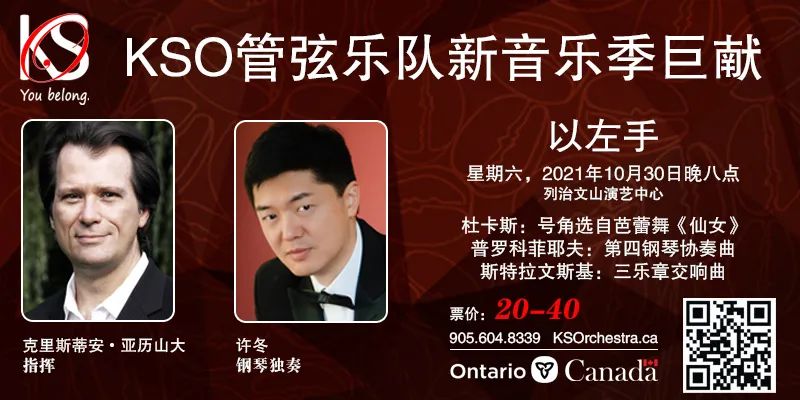 KS
You belong.
KSO管弦乐队新音乐季巨献
以左手
星期六，2021年10月30日晚八点
列治文山演艺中心
杜卡斯：号角选自芭蕾舞《仙女》
普罗科菲耶夫：第四钢琴协奏曲
斯特拉文斯基：三乐章交响曲
票价：20-40
905.604.8339 KSOrchestra.ca
Ontario Canada
克里斯蒂安·亚历山大
指挥
许冬
钢琴独奏